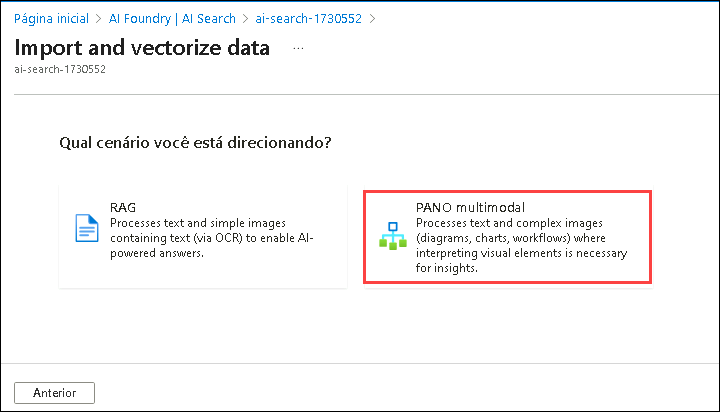 Página inicial > AI Foundry | AI Search > ai-search-1730552 >
Import and vectorize data ...
ai-search-1730552
Qual cenário você está direcionando?
RAG
Processes text and simple images
containing text (via OCR) to enable AI-
powered answers.
PANO multimodal
Processes text and complex images
(diagrams, charts, workflows) where
interpreting visual elements is necessary
for insights.
Anterior